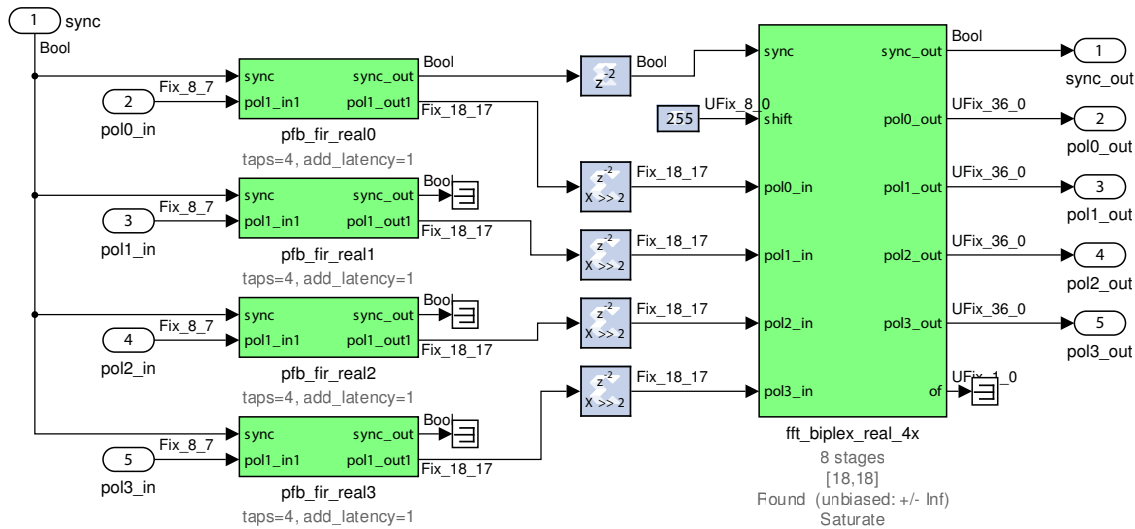 1
sync
Bool
Fix_8_7
2
pol0_in
sync
sync_out
pol1_in1
pol1_out1
Bool
Fix_18_17
pfb_fir_real0
taps=4, add_latency=1
Fix_8_7
3
pol1_in
sync
sync_out
pol1_in1
pol1_out1
Bool
Fix_18_17
pfb_fir_real1
taps=4, add_latency=1
Fix_8_7
4
pol2_in
sync
sync_out
pol1_in1
pol1_out1
Bool
Fix_18_17
pfb_fir_real2
taps=4, add_latency=1
Fix_8_7
5
pol3_in
sync
sync_out
pol1_in1
pol1_out1
Bool
Fix_18_17
pfb_fir_real3
taps=4, add_latency=1
z-2
Bool
255
UFix_8_0
z-2
X >> 2
Fix_18_17
z-2
X >> 2
Fix_18_17
z-2
X >> 2
Fix_18_17
z-2
X >> 2
Fix_18_17
sync
sync_out
shift
pol0_out
pol0_in
pol1_out
pol1_in
pol2_out
pol2_in
pol3_out
pol3_in
of
fft_biplex_real_4x
8 stages
[18,18]
Round (unbiased: +/- Inf)
Saturate
Bool
1
sync_out
UFix_36_0
2
pol0_out
UFix_36_0
3
pol1_out
UFix_36_0
4
pol2_out
UFix_36_0
5
pol3_out
UFix_1_0